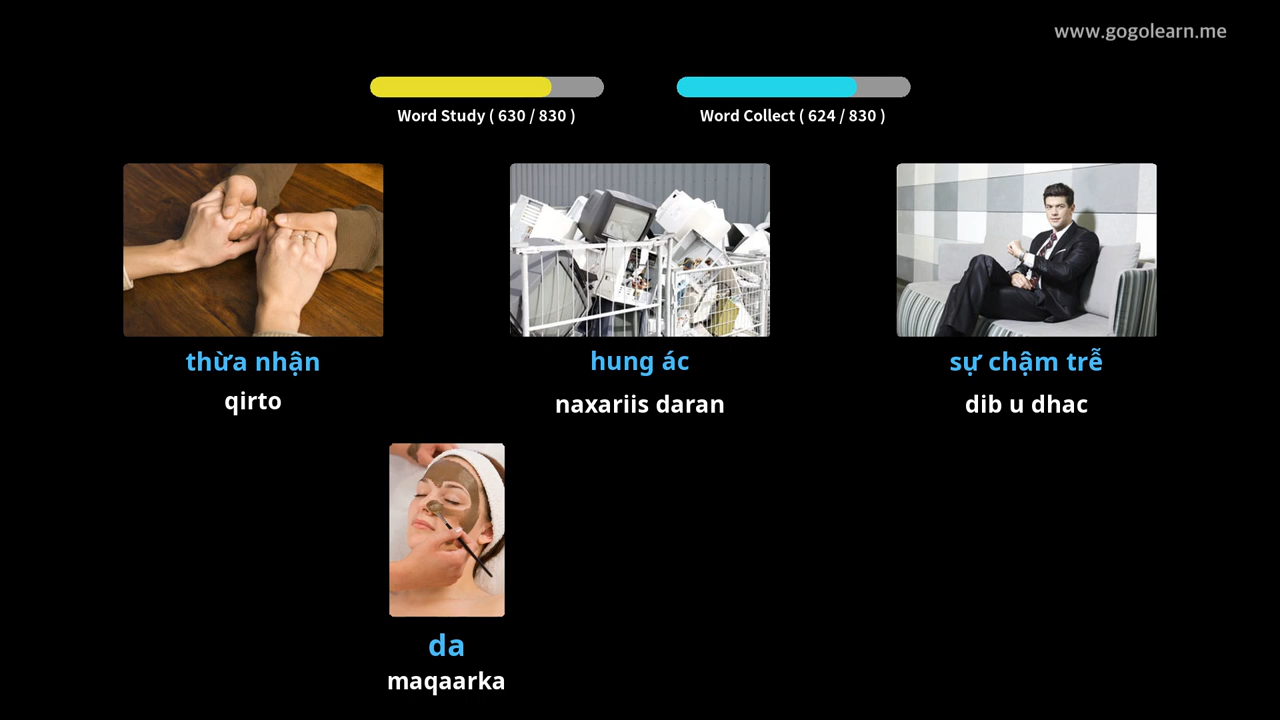 www.gogolearn.me
Word Study ( 630 / 830 )
Word Collect ( 624 / 830 )
thừa nhận
qirto
hung ác
naxariis daran
sự chậm trễ
dib u dhac
da
maqaarka